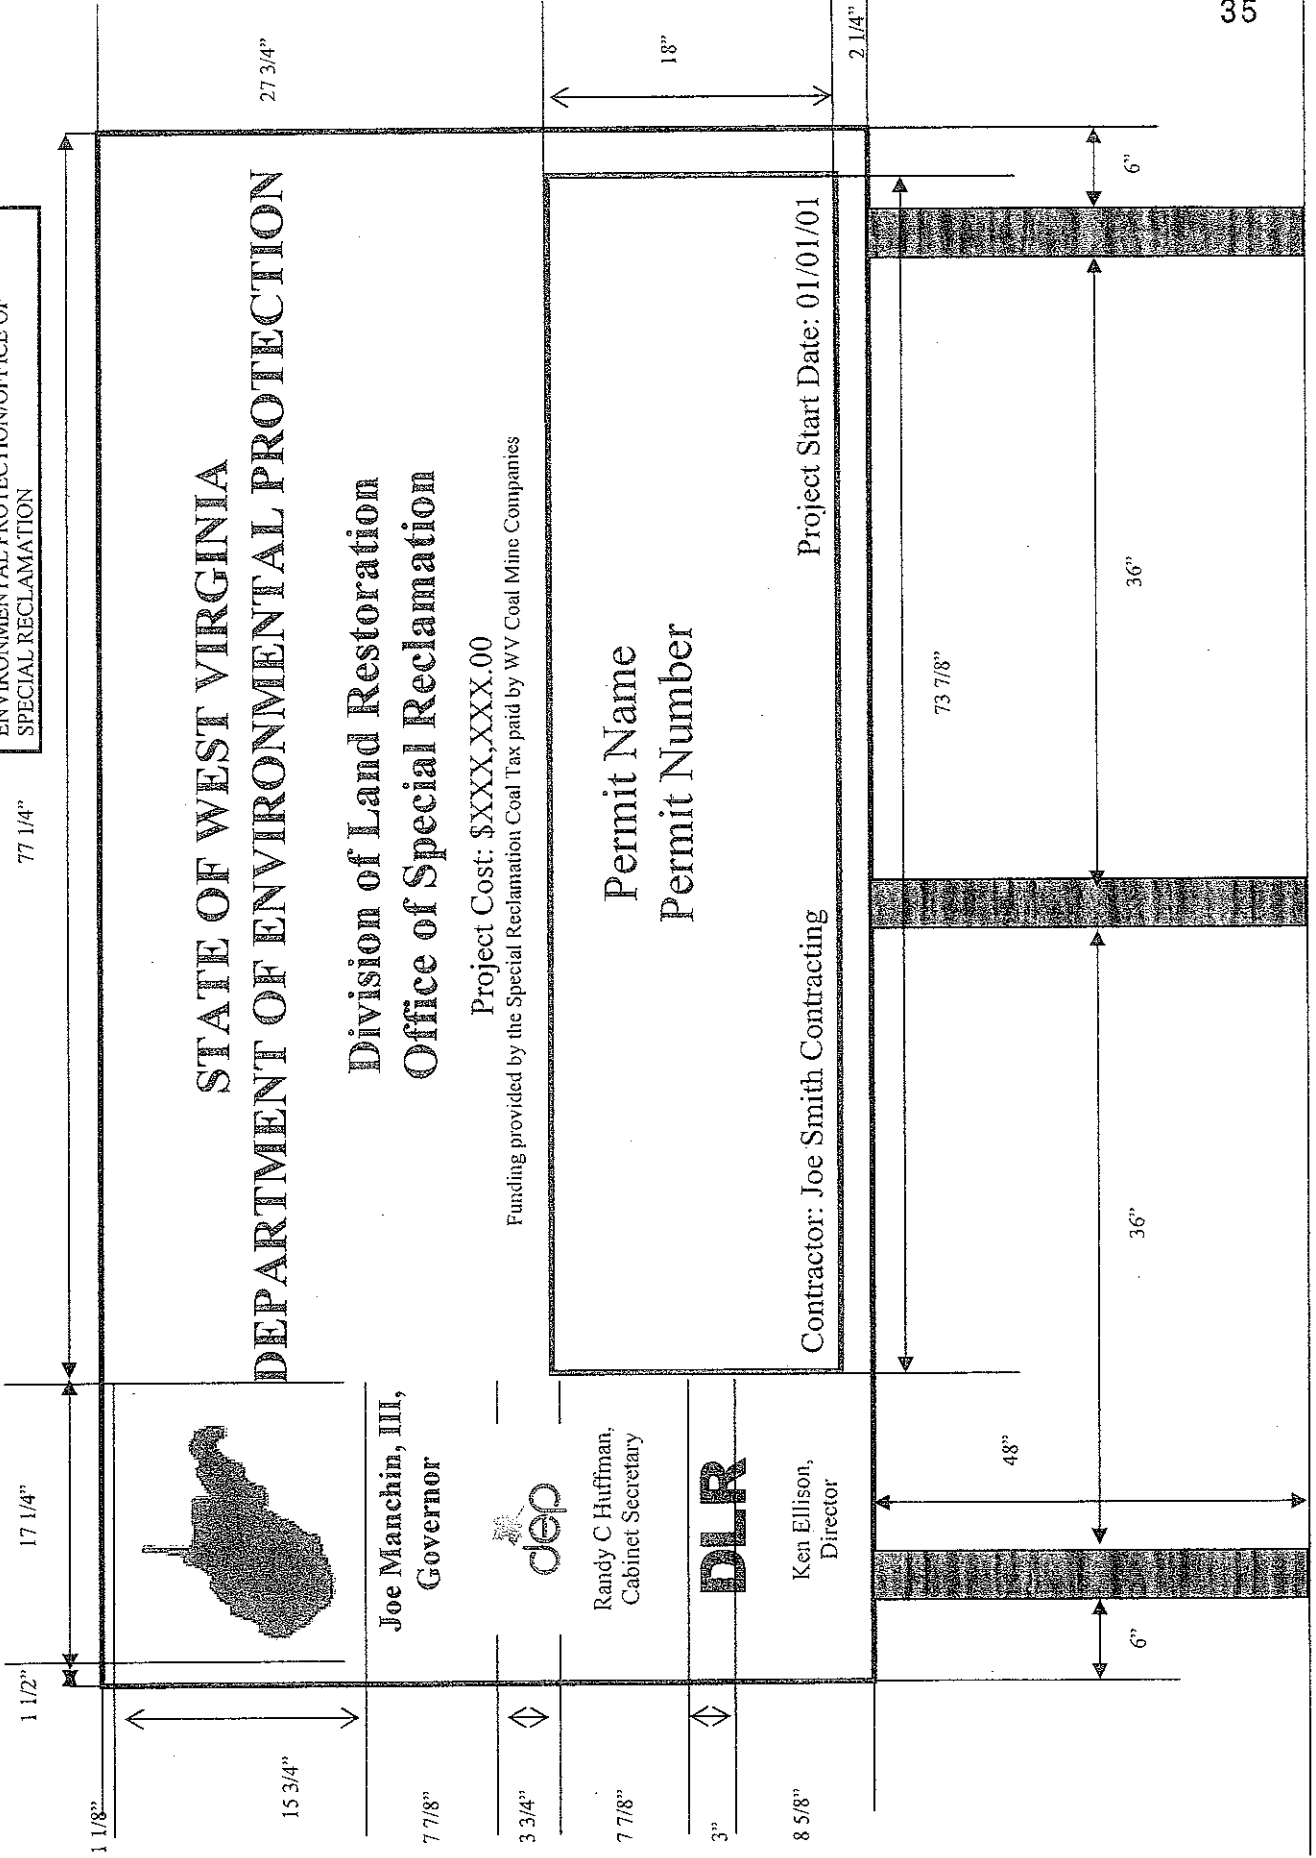 ENVIRONMENTAL PROTECTION/OFFICE OF
SPECIAL RECLAMATION
1 1/2”
17 1/4”
77 1/4”
1 1/8”
15 3/4”
7 7/8”
3 3/4”
7 7/8”
3”
8 5/8”
STATE OF WEST VIRGINIA
DEPARTMENT OF ENVIRONMENTAL PROTECTION
Division of Land Restoration
Office of Special Reclamation
Project Cost: $XXX,XXX.00
Funding provided by the Special Reclamation Coal Tax paid by WV Coal Mine Companies
Joe Manchin, III,
Governor
dep
Randy C Huffman,
Cabinet Secretary
DLR
Ken Ellison,
Director
Permit Name
Permit Number
Contractor: Joe Smith Contracting
Project Start Date: 01/01/01
27 3/4”
18”
2 1/4”
73 7/8”
48”
6”
36”
36”
6”
35